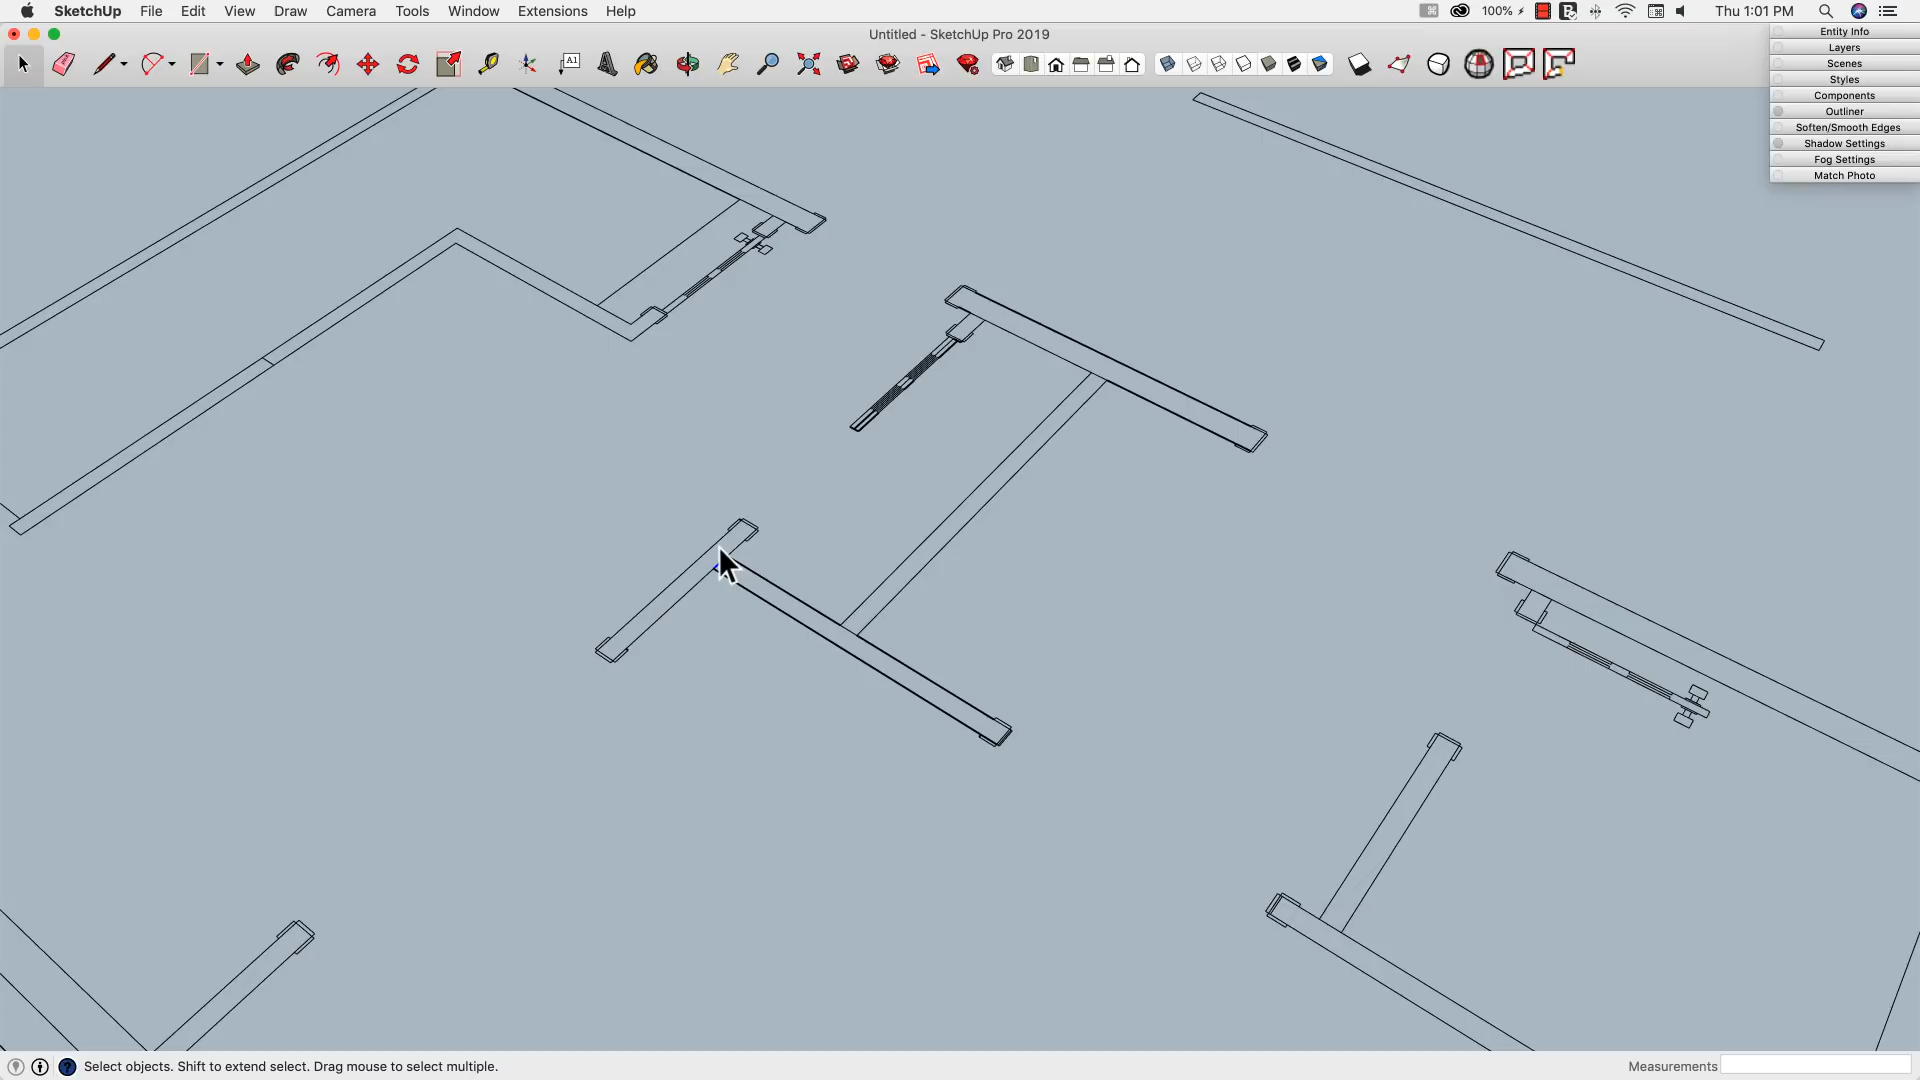 SketchUp File Edit View Draw Camera Tools Window Extensions Help 100% Thu 1:01 PM
Untitled - SketchUp Pro 2019
A1
Entity Info
Layers
Scenes
Styles
Components
Outliner
Soften/Smooth Edges
Shadow Settings
Fog Settings
Match Photo
Select objects. Shift to extend select. Drag mouse to select multiple. Measurements